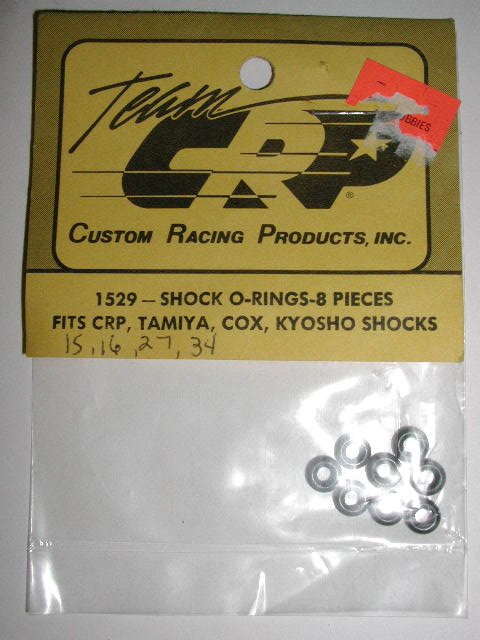 Team
CRP®
CUSTOM RACING PRODUCTS, INC.
1529 – SHOCK O-RINGS-8 PIECES
FITS CRP, TAMIYA, COX, KYOSHO SHOCKS
15, 16, 27, 34